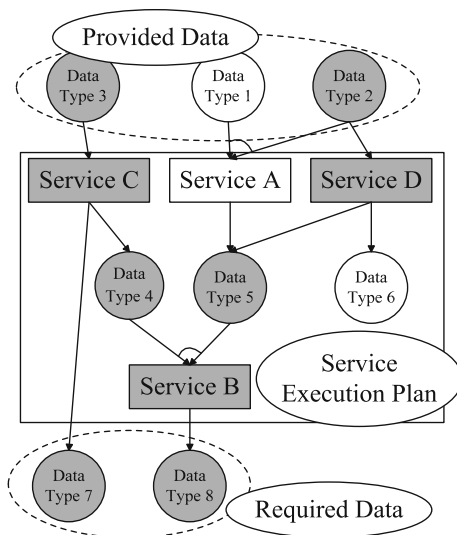 Provided Data
Data
Type 3
Data
Type 1
Data
Type 2
Service C
Service A
Service D
Data
Type 4
Data
Type 5
Data
Type 6
Service B
Service
Execution Plan
Data
Type 7
Data
Type 8
Required Data